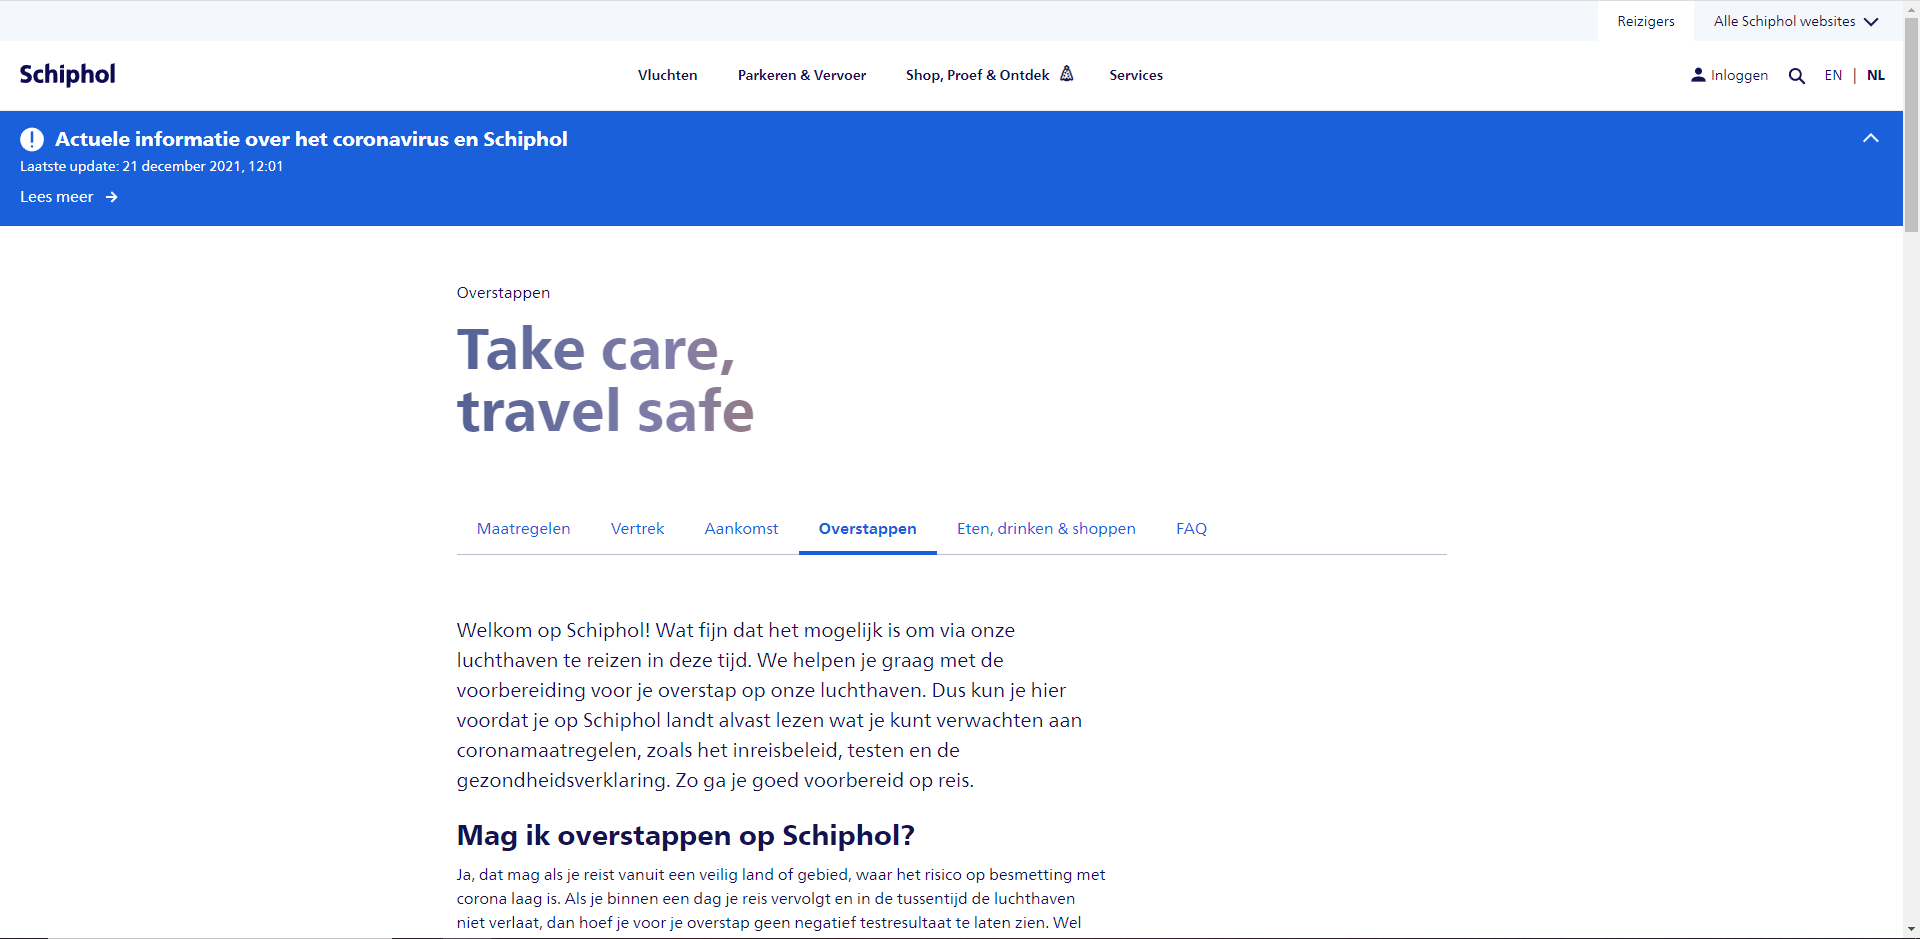 Reizigers
Alle Schiphol websites
Schiphol
Vluchten
Parkeren & Vervoer
Shop, Proef & Ontdek
Services
Inloggen
EN | NL
Actuele informatie over het coronavirus en Schiphol
Laatste update: 21 december 2021, 12:01
Lees meer →
Overstappen
Take care,
travel safe
Maatregelen
Vertrek
Aankomst
Overstappen
Eten, drinken & shoppen
FAQ
Welkom op Schiphol! Wat fijn dat het mogelijk is om via onze
luchthaven te reizen in deze tijd. We helpen je graag met de
voorbereiding voor je overstap op onze luchthaven. Dus kun je hier
voordat je op Schiphol landt alvast lezen wat je kunt verwachten aan
coronamaatregelen, zoals het inreisbeleid, testen en de
gezondheidsverklaring. Zo ga je goed voorbereid op reis.
Mag ik overstappen op Schiphol?
Ja, dat mag als je reist vanuit een veilig land of gebied, waar het risico op besmetting met
corona laag is. Als je binnen een dag je reis vervolgt en in de tussentijd de luchthaven
niet verlaat, dan hoef je voor je overstap geen negatief testresultaat te laten zien. Wel